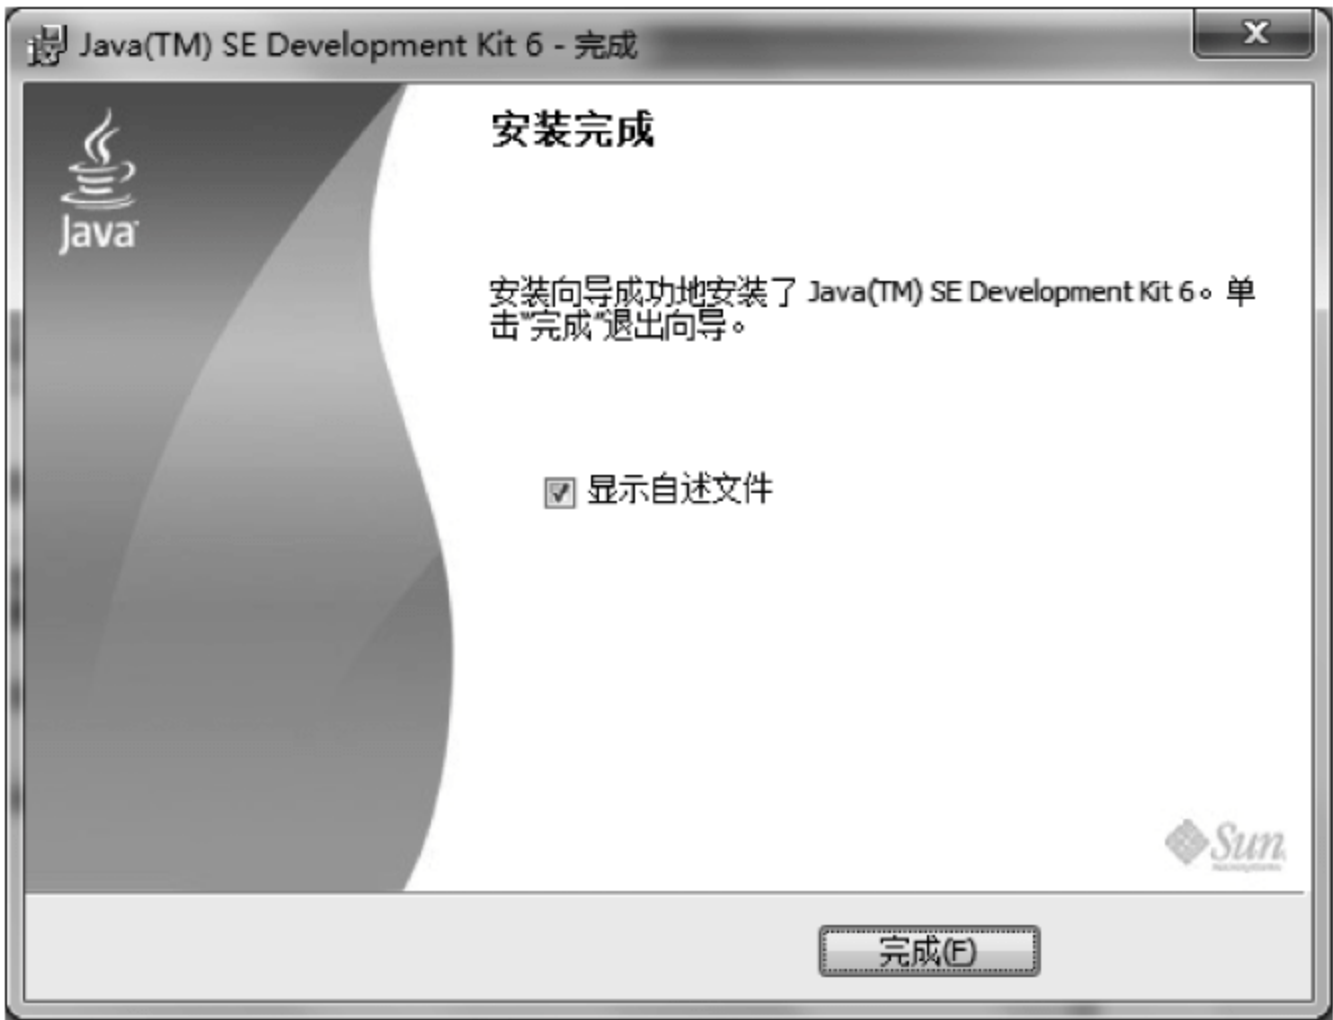 Java(TM) SE Development Kit 6 - 完成
Java
安装完成
安装向导成功地安装了 Java(TM) SE Development Kit 6。单
击"完成"退出向导。
显示自述文件
Sun
完成(F)